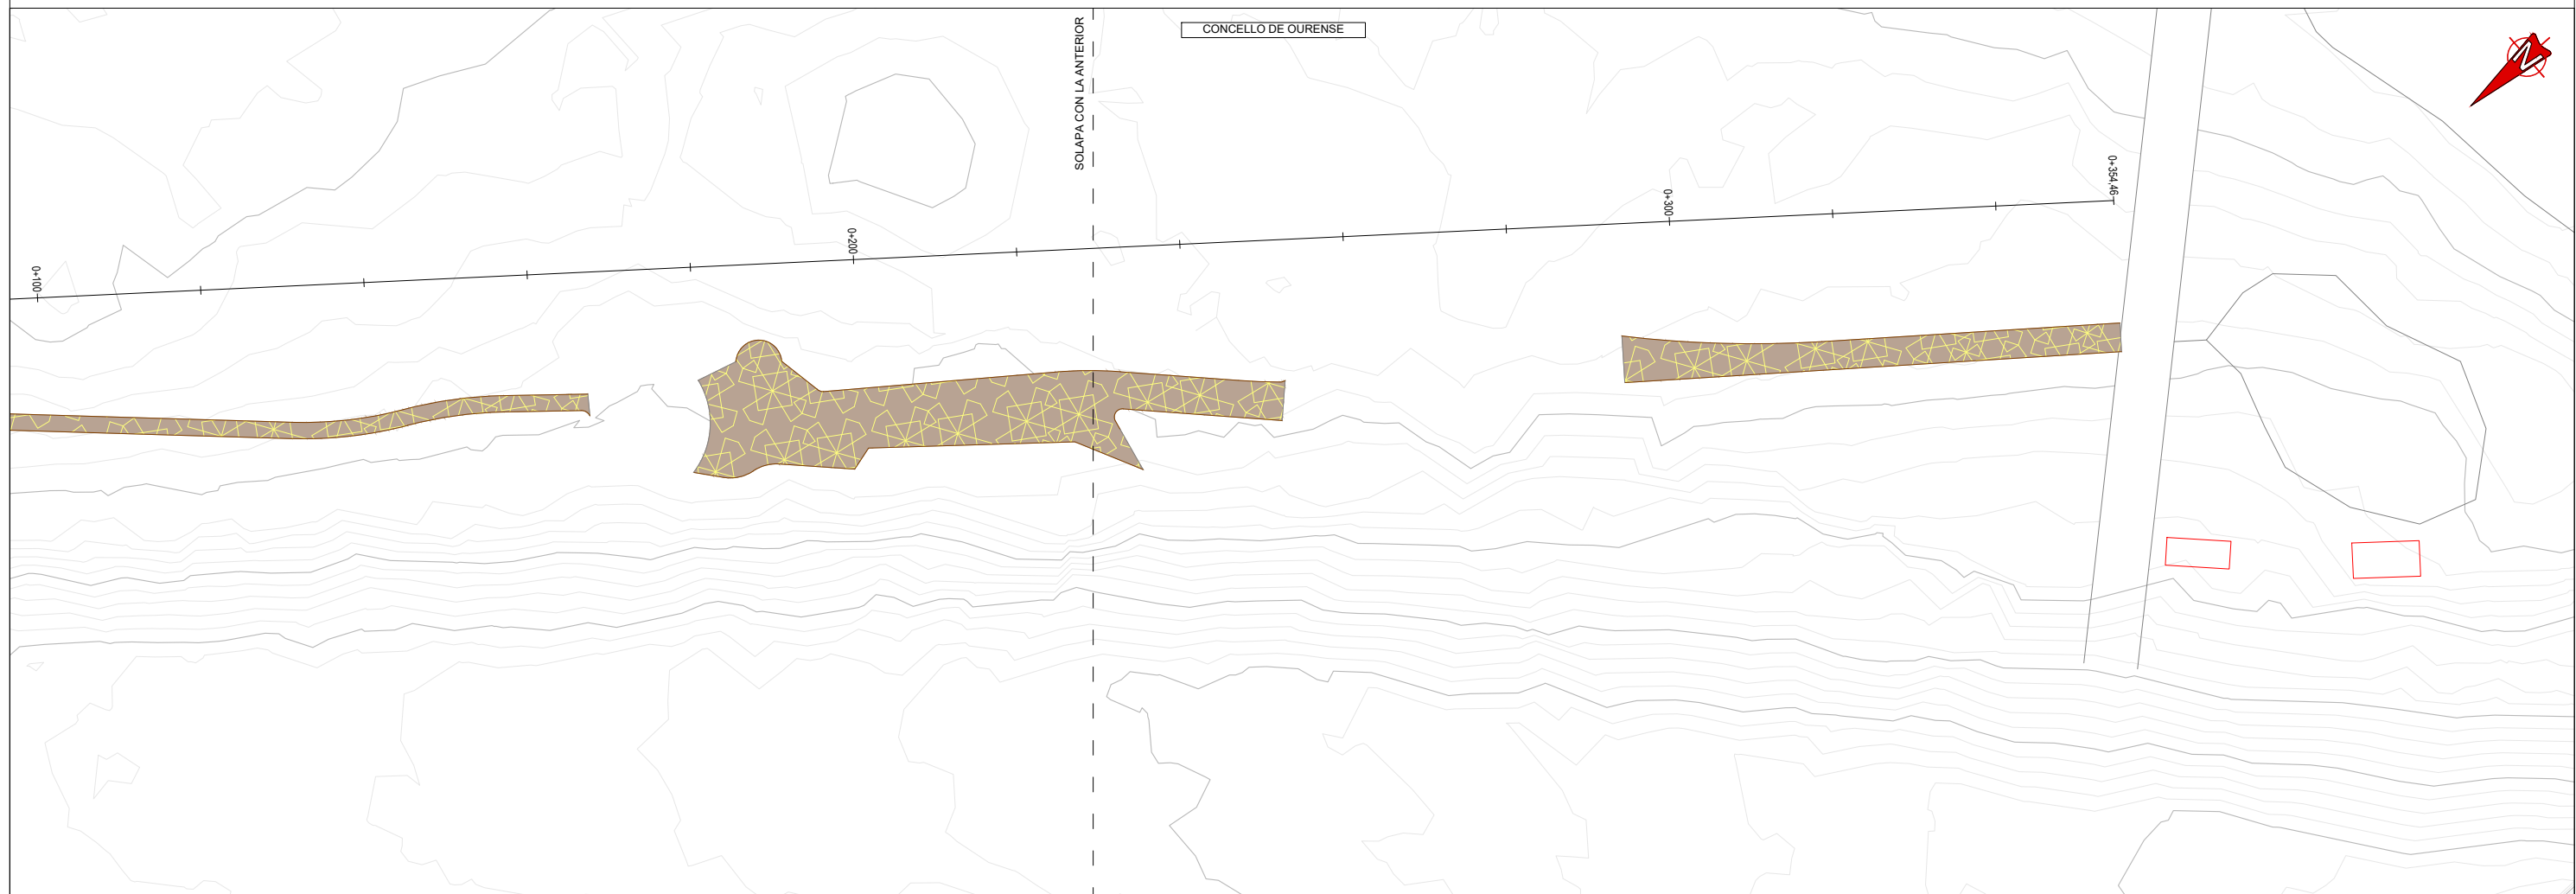 CONCELLO DE OURENSE
SOLAPA CON LA ANTERIOR
N
0+100
0+200
0+300
0+354,46